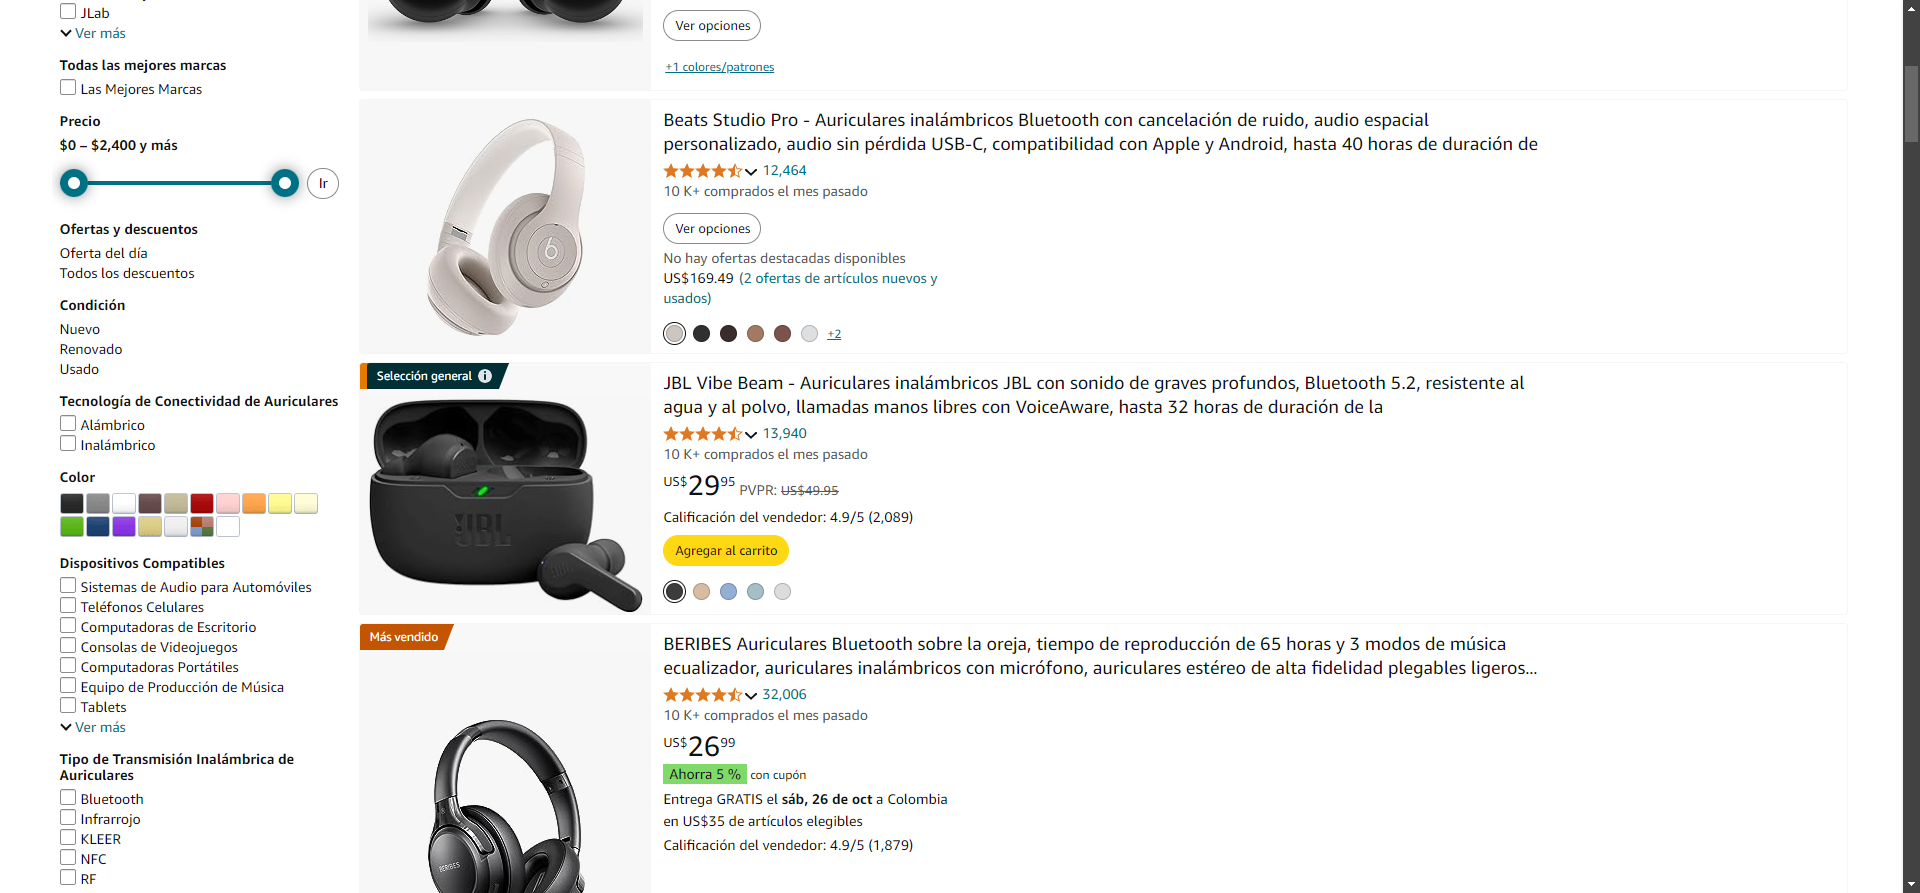 JLab
Ver más
Todas las mejores marcas
Las Mejores Marcas
Precio
$0 – $2,400 y más
Ir
Ofertas y descuentos
Oferta del día
Todos los descuentos
Condición
Nuevo
Renovado
Usado
Tecnología de Conectividad de Auriculares
Alámbrico
Inalámbrico
Color
Dispositivos Compatibles
Sistemas de Audio para Automóviles
Teléfonos Celulares
Computadoras de Escritorio
Consolas de Videojuegos
Computadoras Portátiles
Equipo de Producción de Música
Tablets
Ver más
Tipo de Transmisión Inalámbrica de
Auriculares
Bluetooth
Infrarrojo
KLEER
NFC
RF
Ver opciones
+1 colores/patrones
Beats Studio Pro - Auriculares inalámbricos Bluetooth con cancelación de ruido, audio espacial
personalizado, audio sin pérdida USB-C, compatibilidad con Apple y Android, hasta 40 horas de duración de
12,464
10 K+ comprados el mes pasado
Ver opciones
No hay ofertas destacadas disponibles
US$169.49 (2 ofertas de artículos nuevos y
usados)
+2
Selección general
JBL
JBL Vibe Beam - Auriculares inalámbricos JBL con sonido de graves profundos, Bluetooth 5.2, resistente al
agua y al polvo, llamadas manos libres con VoiceAware, hasta 32 horas de duración de la
13,940
10 K+ comprados el mes pasado
US$29.95 PVPR: US$49.95
Calificación del vendedor: 4.9/5 (2,089)
Agregar al carrito
Más vendido
BERIBES
BERIBES Auriculares Bluetooth sobre la oreja, tiempo de reproducción de 65 horas y 3 modos de música
ecualizador, auriculares inalámbricos con micrófono, auriculares estéreo de alta fidelidad plegables ligeros...
32,006
10 K+ comprados el mes pasado
US$26.99
Ahorra 5 % con cupón
Entrega GRATIS el sáb, 26 de oct a Colombia
en US$35 de artículos elegibles
Calificación del vendedor: 4.9/5 (1,879)